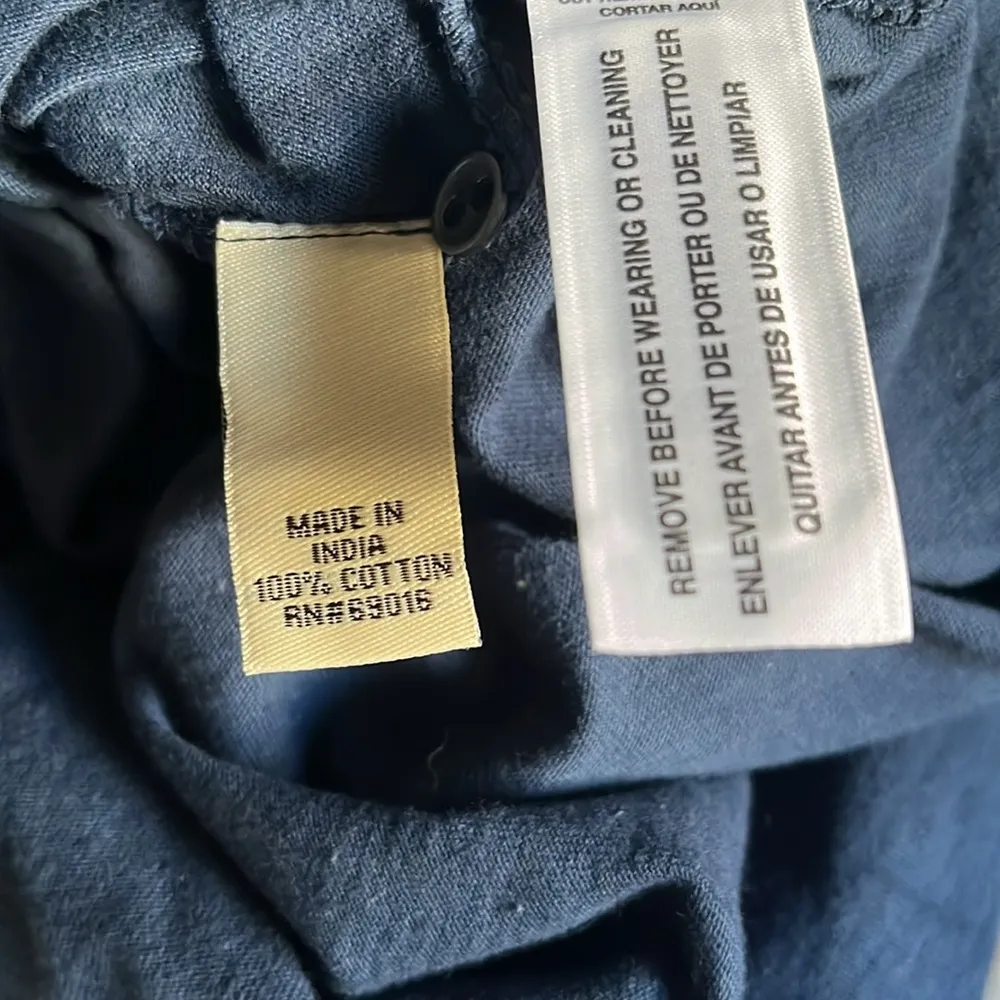 MADE IN
INDIA
100% COTTON
RN#69016
CORTAR AQUÍ
REMOVE BEFORE WEARING OR CLEANING
ENLEVER AVANT DE PORTER OU DE NETTOYER
QUITAR ANTES DE USAR O LIMPIAR